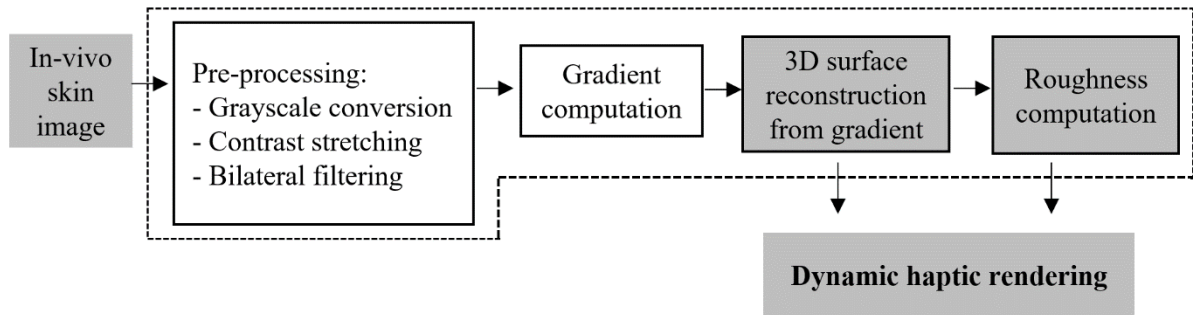 In-vivo
skin
image
Pre-processing:
- Grayscale conversion
- Contrast stretching
- Bilateral filtering
Gradient
computation
3D surface
reconstruction
from gradient
Roughness
computation
Dynamic haptic rendering